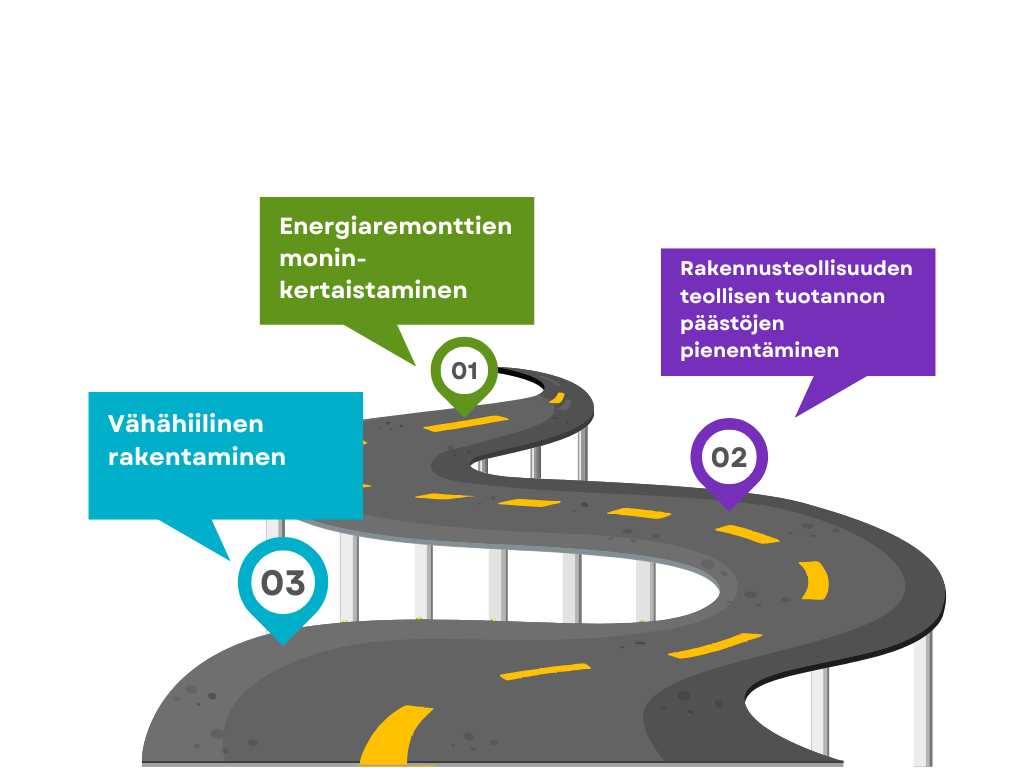 Energiaremonttien
monin-
kertaistaminen
01
Rakennusteollisuuden
teollisen tuotannon
päästöjen
pienentäminen
02
Vähähiilinen
rakentaminen
03